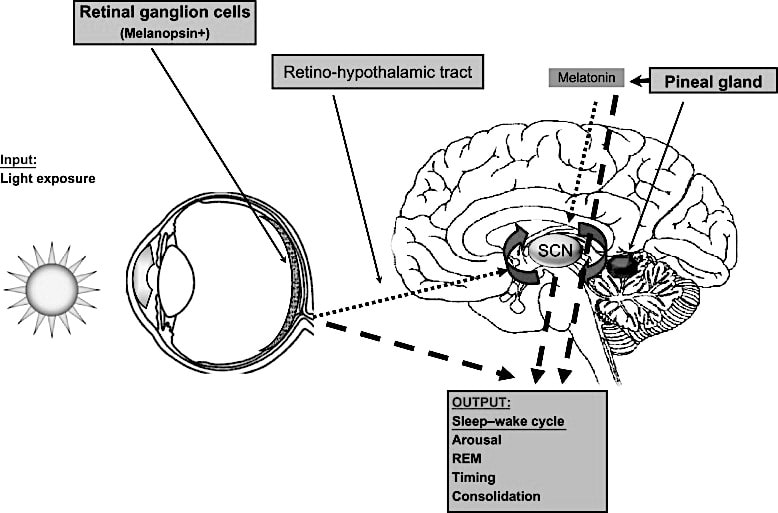 Retinal ganglion cells
(Melanopsin+)
Retino-hypothalamic tract
Melatonin
Pineal gland
Input:
Light exposure
SCN
OUTPUT:
Sleep–wake cycle
Arousal
REM
Timing
Consolidation